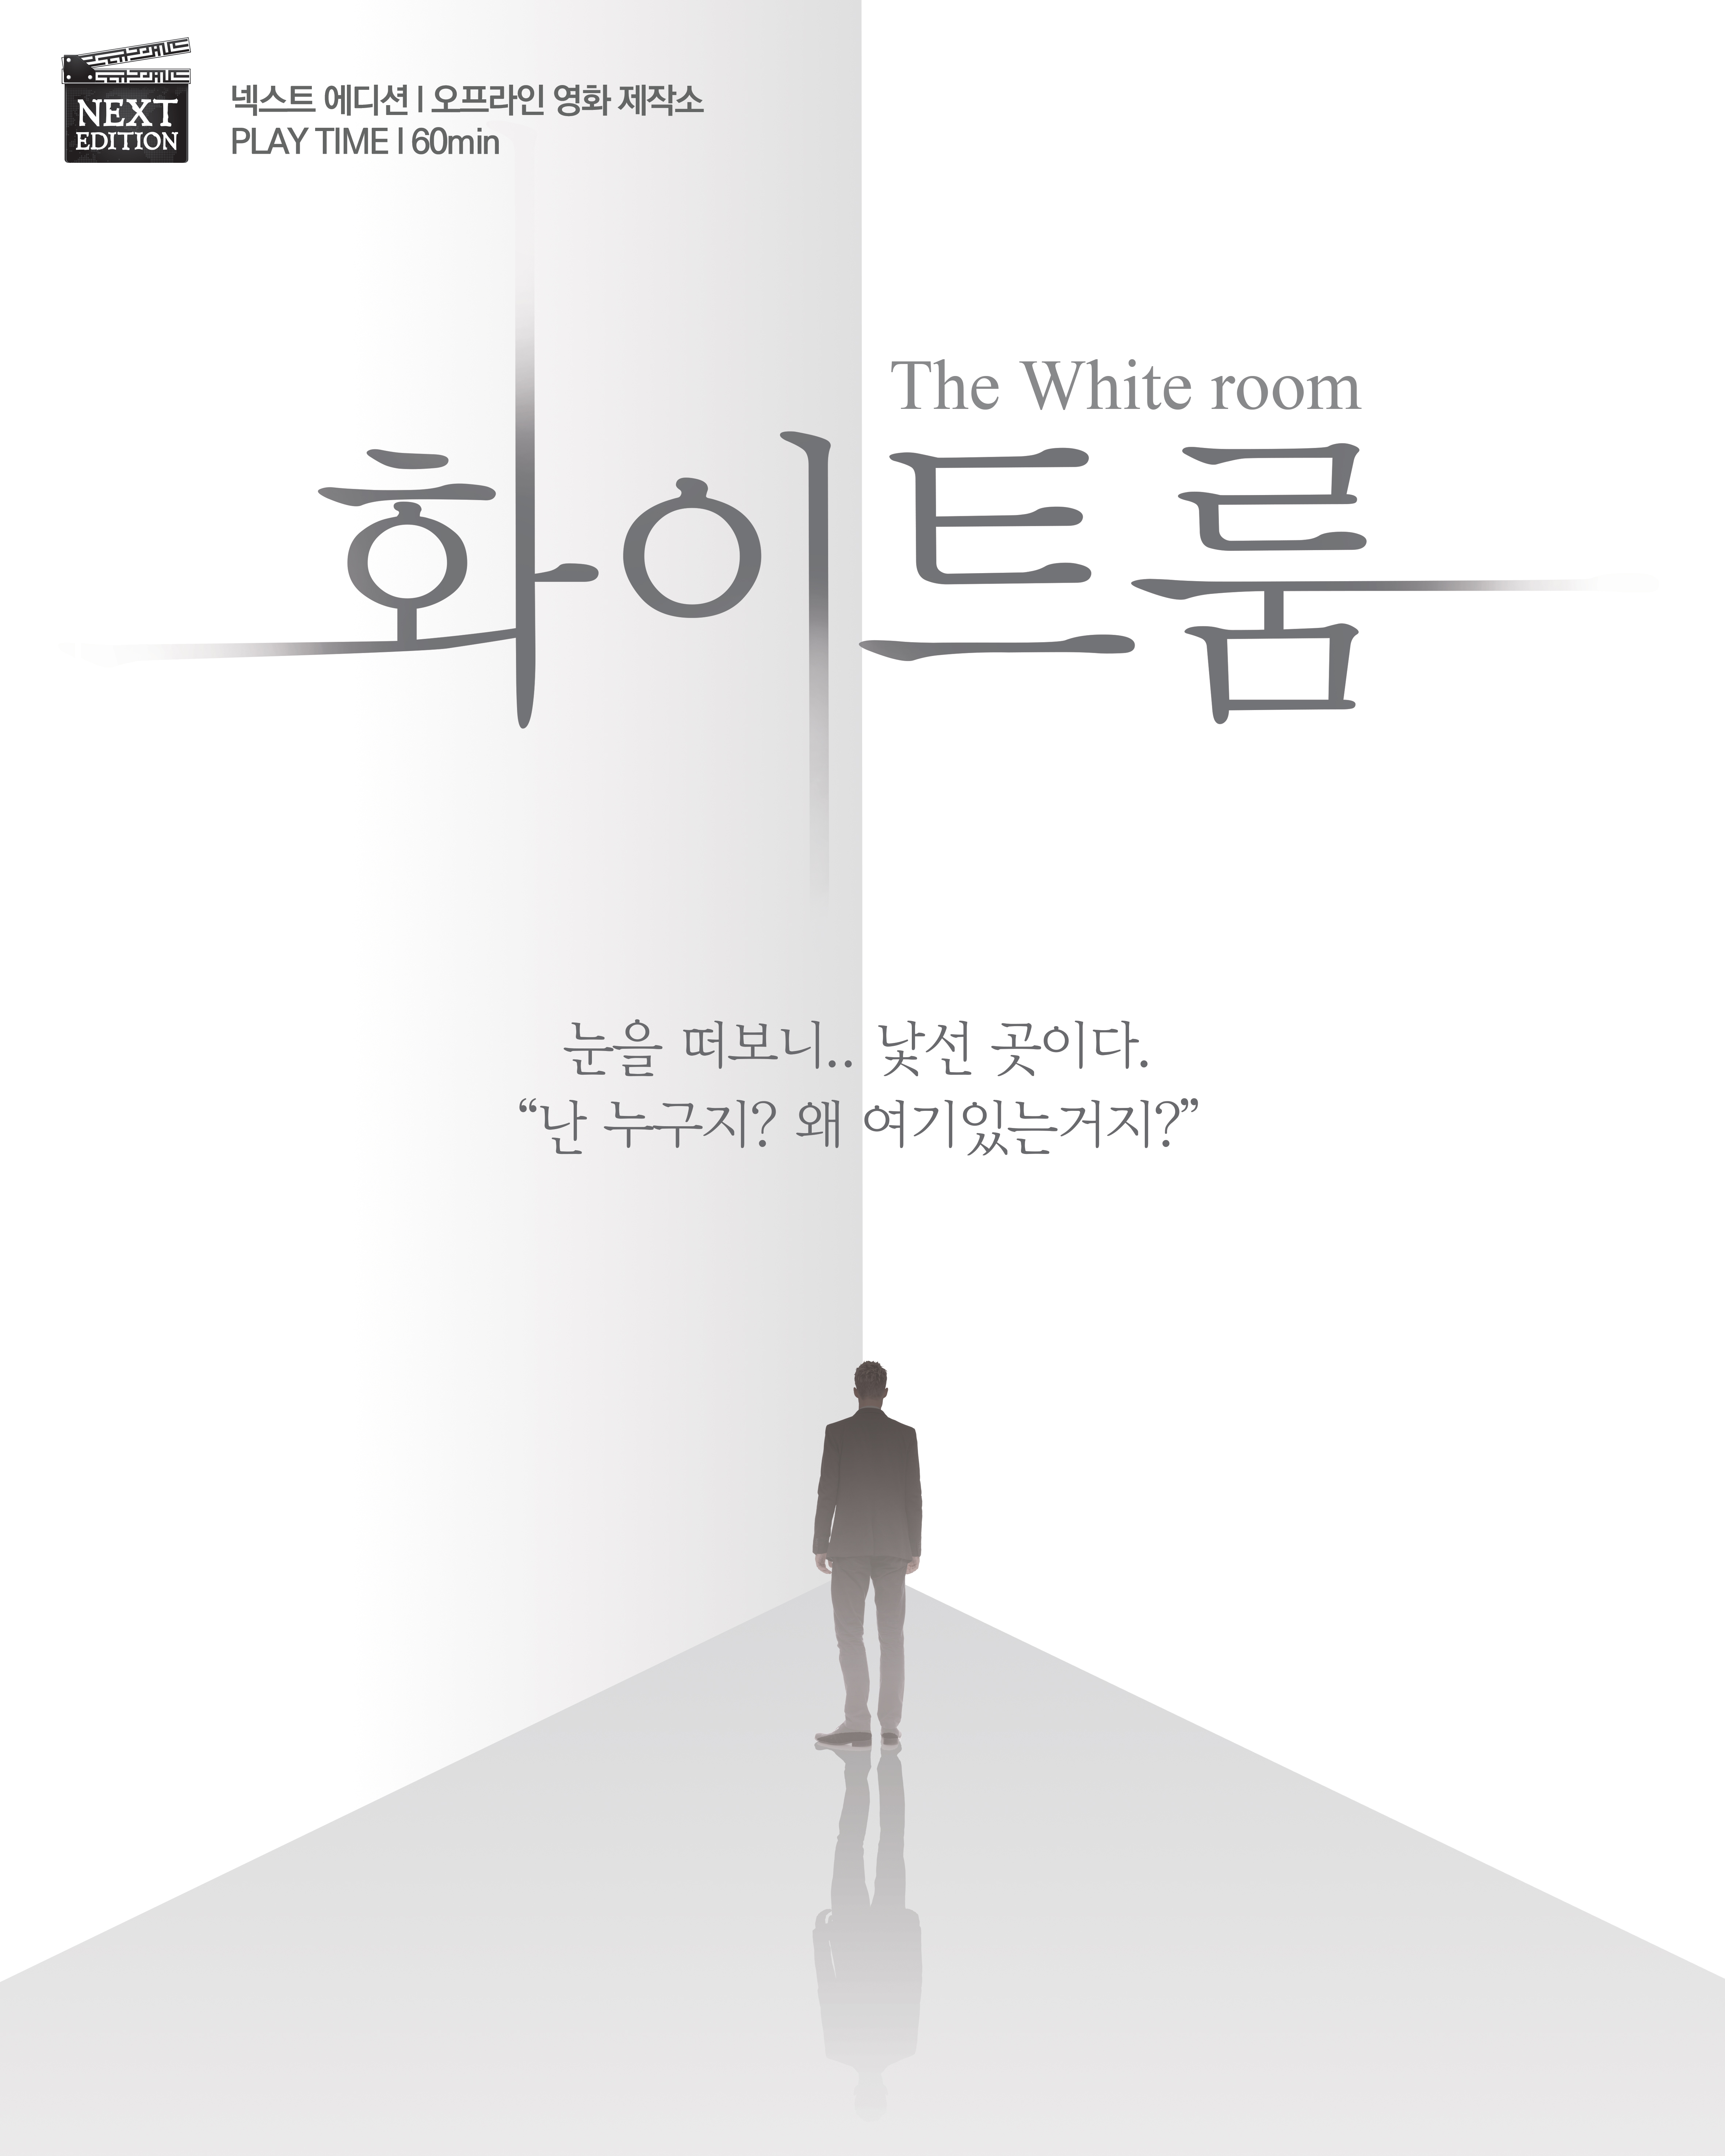 NEXT
EDITION
넥스트 에디션 I 오프라인 영화 제작소
PLAY TIME I 60min
The White room
화이트룸
눈을 떠보니.. 낯선 곳이다.
“난 누구지? 왜 여기있는거지?”